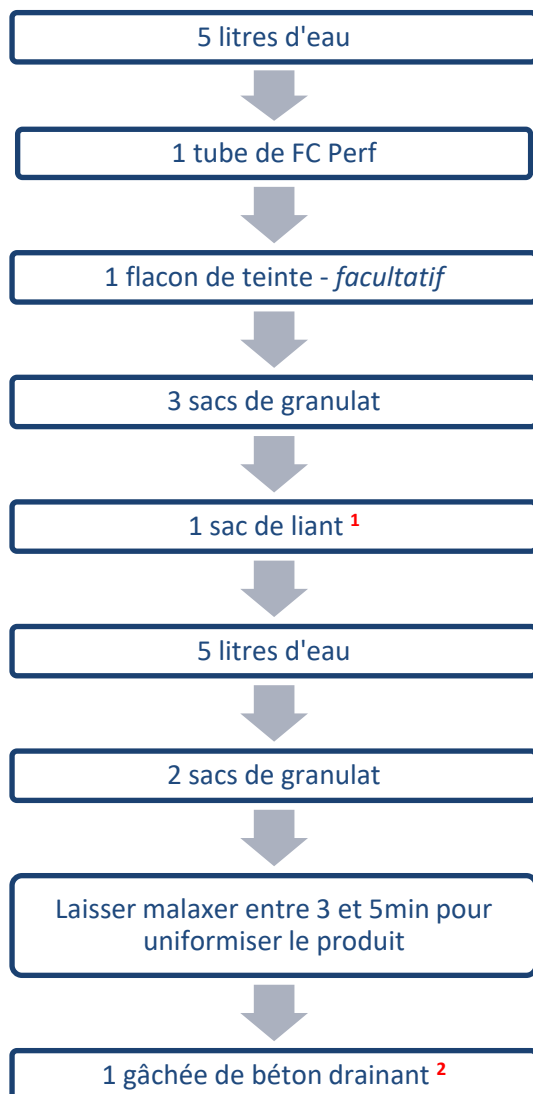 5 litres d'eau
1 tube de FC Perf
1 flacon de teinte - facultatif
3 sacs de granulat
1 sac de liant 1
5 litres d'eau
2 sacs de granulat
Laisser malaxer entre 3 et 5min pour
uniformiser le produit
1 gâchée de béton drainant 2